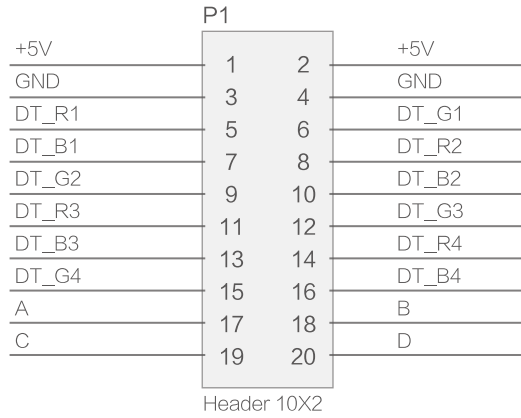 P1
+5V 1 2 +5V
GND 3 4 GND
DT_R1 5 6 DT_G1
DT_B1 7 8 DT_R2
DT_G2 9 10 DT_B2
DT_R3 11 12 DT_G3
DT_B3 13 14 DT_R4
DT_G4 15 16 DT_B4
A 17 18 B
C 19 20 D
Header 10X2